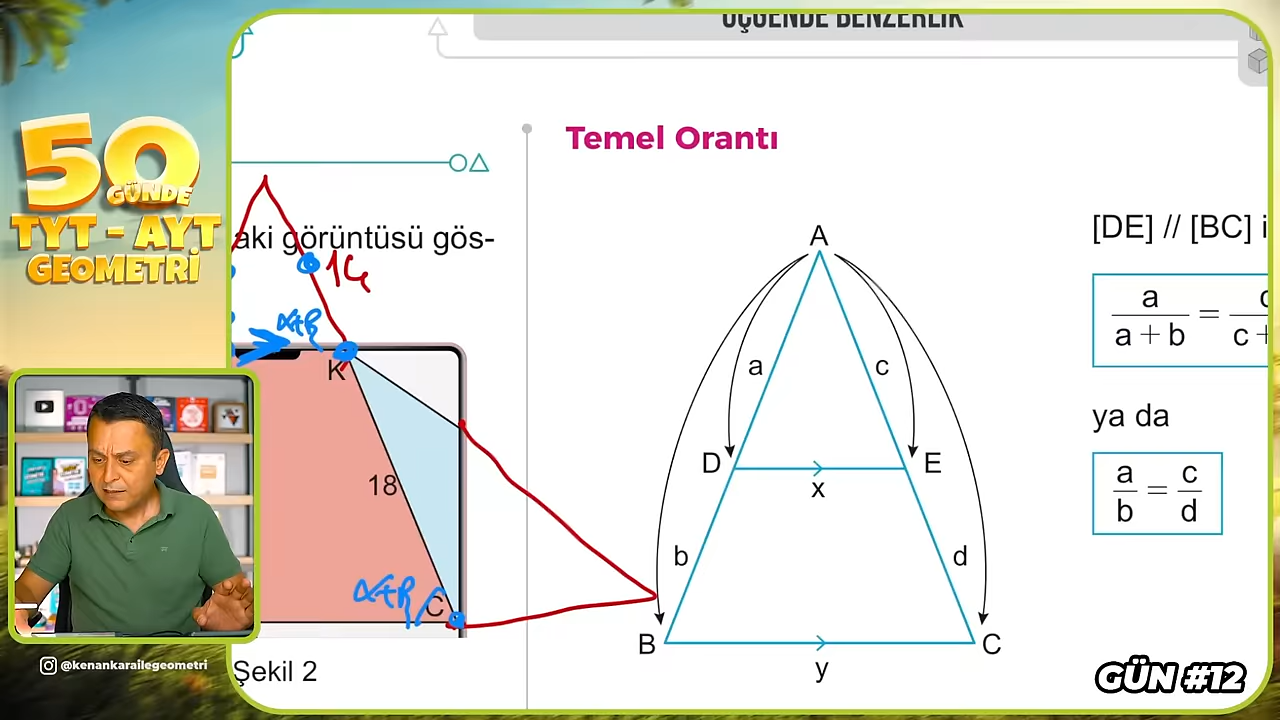 50
GÜNDE
TYT - AYT
GEOMETRİ
ÜÇGENDE BENZERLİK
aki görüntüsü gös-
14
α+β
K
18
α+β
C
Şekil 2
Temel Orantı
A
a
c
D
E
x
b
d
B
C
y
[DE] // [BC] i
a
a + b
=
c +
ya da
a
b
=
c
d
@kenankarailegeometri
GÜN #12